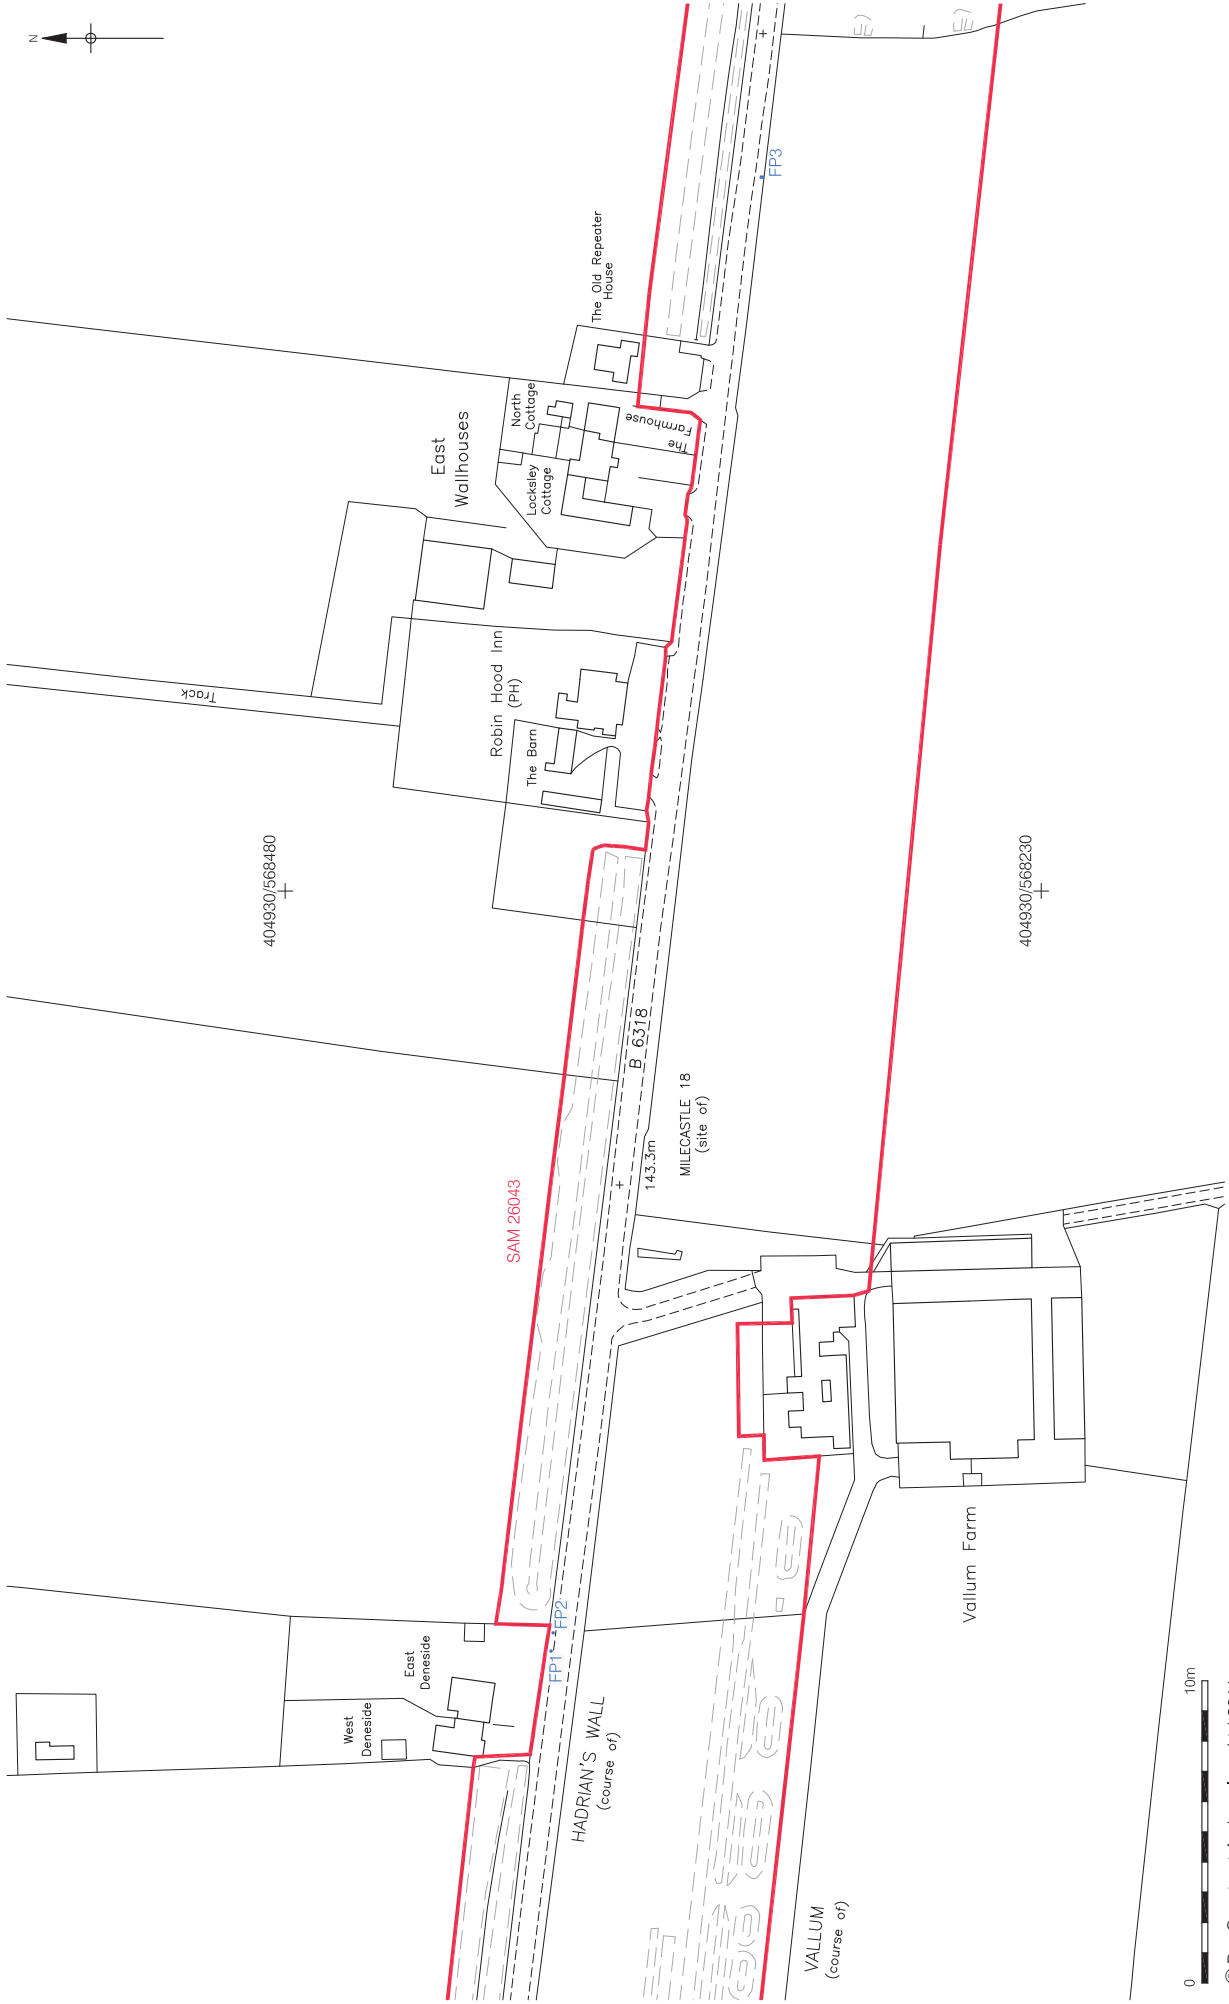 N
Track
East
Wallhouses
North
Cottage
Locksley
Cottage
The
Farmhouse
The Old Repeater
House
FP3
Robin Hood Inn
(PH)
The Barn
404930/568480
404930/568230
B 6318
MILECASTLE 18
(site of)
143.3m
SAM 26043
East
Deneside
West
Deneside
FP1
FP2
HADRIAN'S WALL
(course of)
VALLUM
(course of)
Vallum Farm
0
10m